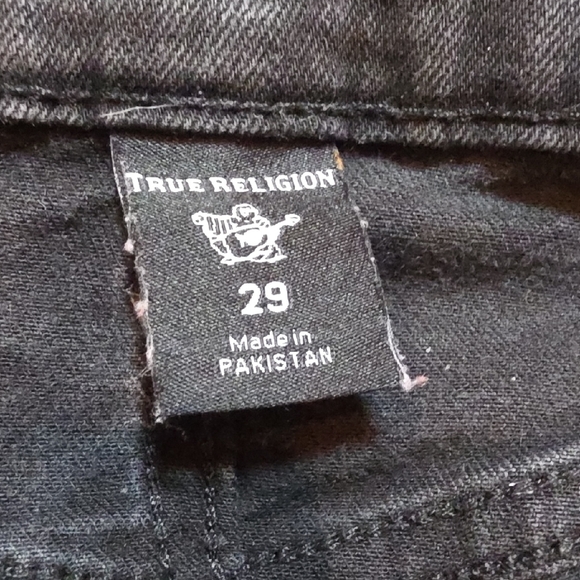 TRUE RELIGION
29
Made in
PAKISTAN